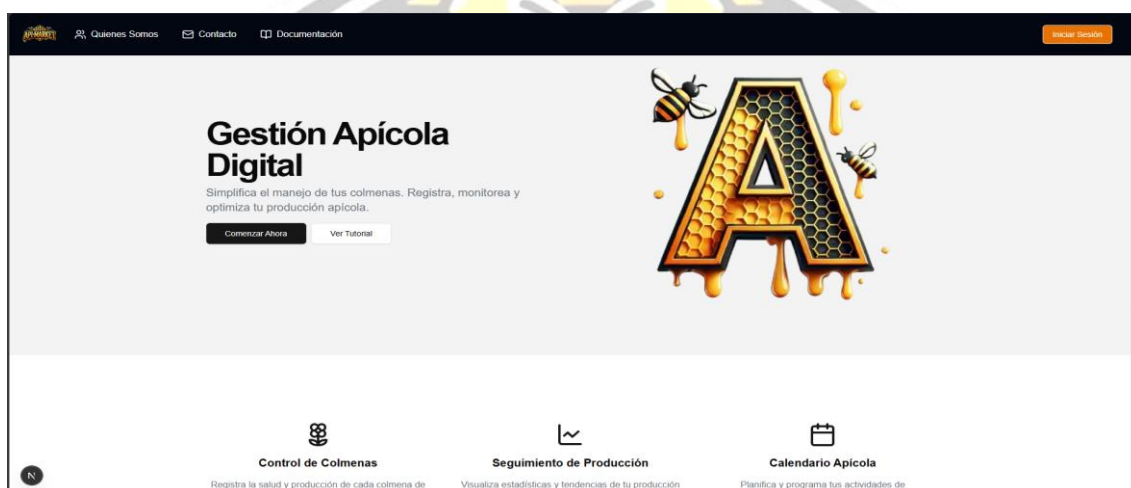 API-MARKET
Quienes Somos
Contacto
Documentación
Iniciar Sesión
Gestión Apícola
Digital
Simplifica el manejo de tus colmenas. Registra, monitorea y
optimiza tu producción apícola.
Comenzar Ahora
Ver Tutorial
A
Control de Colmenas
Seguimiento de Producción
Calendario Apícola
Registra la salud y producción de cada colmena de
Visualiza estadísticas y tendencias de tu producción
Planifica y programa tus actividades de
N